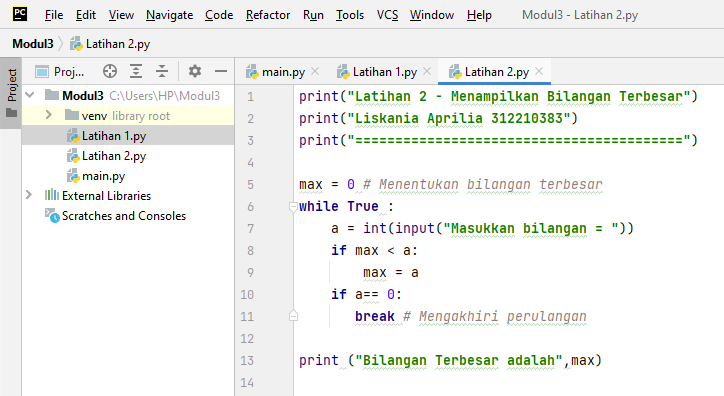 PC File Edit View Navigate Code Refactor Run Tools VCS Window Help Modul3 - Latihan 2.py
Modul3 Latihan 2.py
Project
Proj...
main.py Latihan 1.py Latihan 2.py
Modul3 C:\Users\HP\Modul3
venv library root
Latihan 1.py
Latihan 2.py
main.py
External Libraries
Scratches and Consoles
1 print("Latihan 2 - Menampilkan Bilangan Terbesar")
2 print("Liskania Aprilia 312210383")
3 print("=========================================")
4
5 max = 0 # Menentukan bilangan terbesar
6 while True :
7 a = int(input("Masukkan bilangan = "))
8 if max < a:
9 max = a
10 if a== 0:
11 break # Mengakhiri perulangan
12
13 print ("Bilangan Terbesar adalah",max)
14